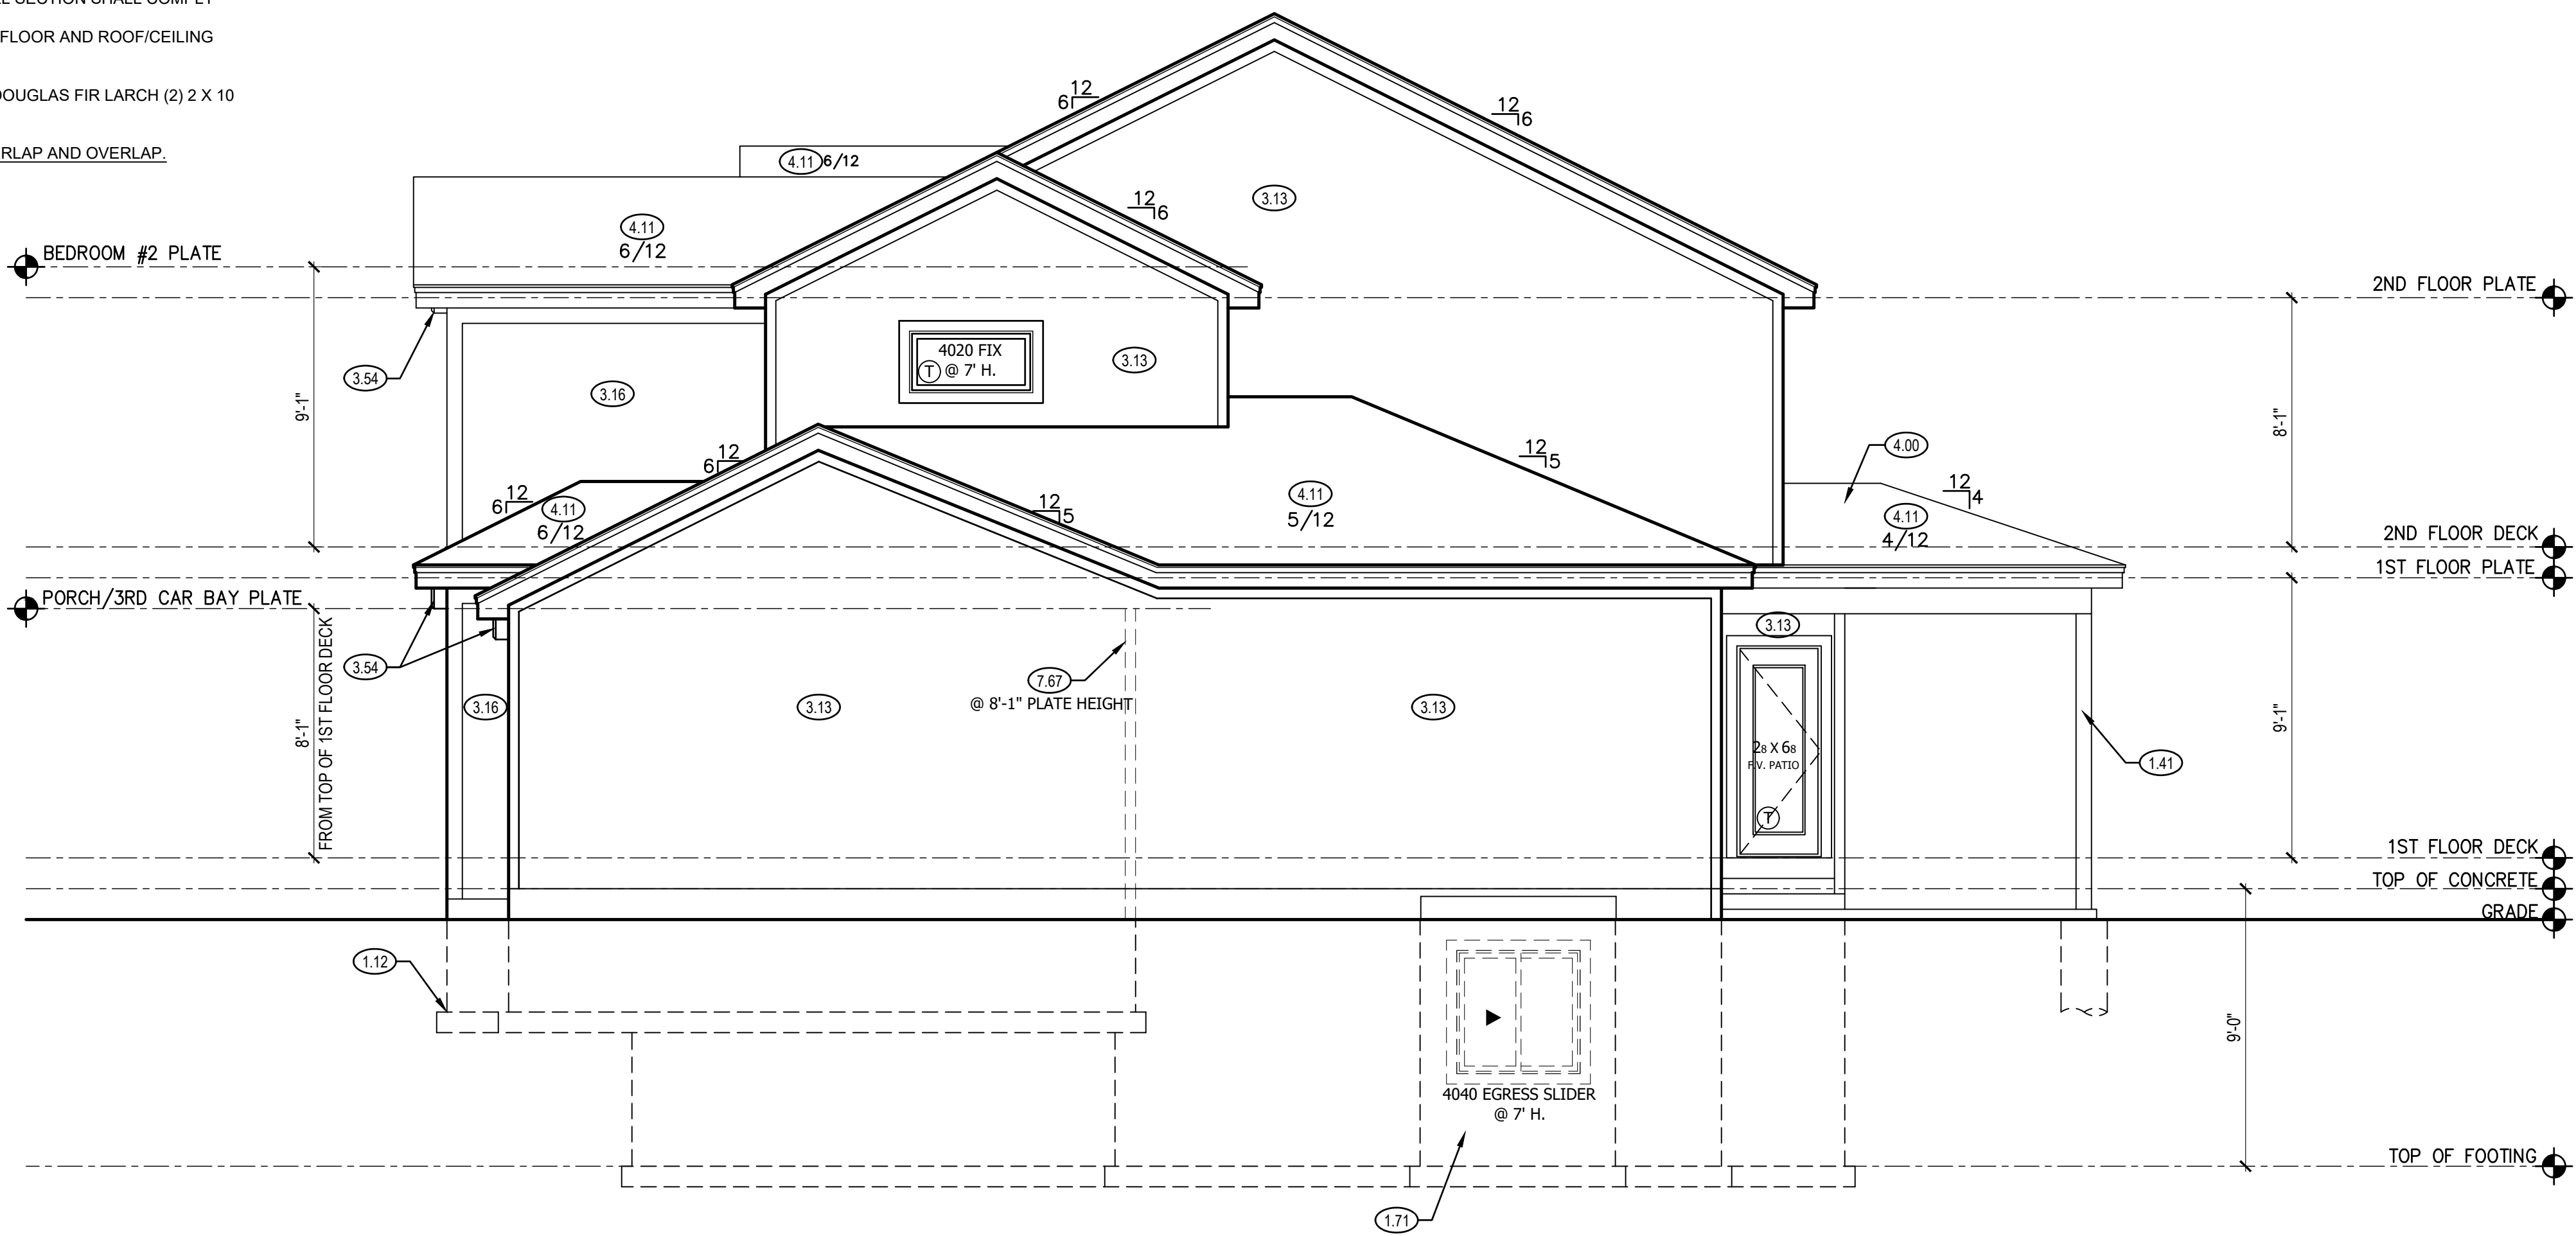 FLOOR AND ROOF/CEILING
DOUGLAS FIR LARCH (2) 2 X 10
AND OVERLAP.
12
6
12
6
4.11 6/12
12
6
3.13
4.11
6/12
BEDROOM #2 PLATE
2ND FLOOR PLATE
4020 FIX
T @ 7' H.
3.13
3.54
3.16
9'-1"
8'-1"
12
6
12
5
4.00
12
6
4.11
6/12
12
5
4.11
5/12
12
4
4.11
4/12
2ND FLOOR DECK
1ST FLOOR PLATE
PORCH/3RD CAR BAY PLATE
3.13
3.54
7.67
@ 8'-1" PLATE HEIGHT
3.16
3.13
3.13
8'-1"
FROM TOP OF 1ST FLOOR DECK
9'-1"
28 X 68
F.V. PATIO
T
1.41
1ST FLOOR DECK
TOP OF CONCRETE
GRADE
1.12
9'-0"
4040 EGRESS SLIDER
@ 7' H.
TOP OF FOOTING
1.71